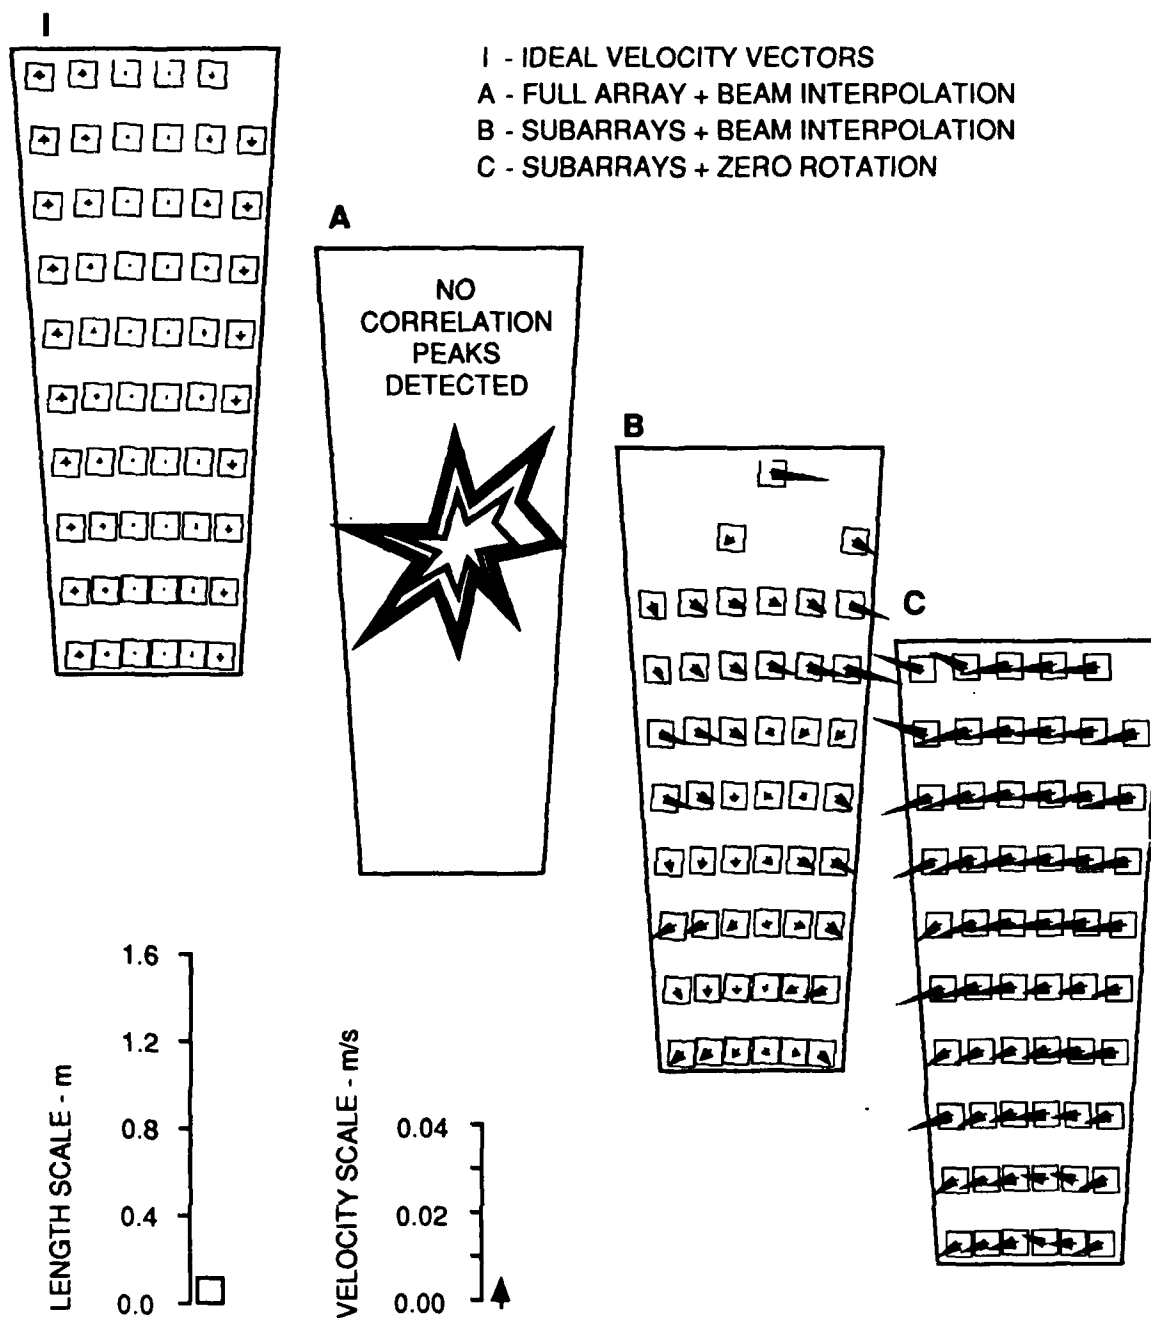 I
I - IDEAL VELOCITY VECTORS
A - FULL ARRAY + BEAM INTERPOLATION
B - SUBARRAYS + BEAM INTERPOLATION
C - SUBARRAYS + ZERO ROTATION
A
NO
CORRELATION
PEAKS
DETECTED
B
C
LENGTH SCALE - m
1.6
1.2
0.8
0.4
0.0
VELOCITY SCALE - m/s
0.04
0.02
0.00